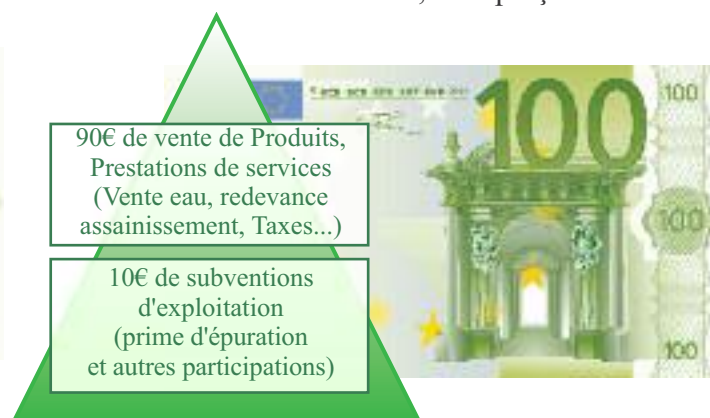 90€ de vente de Produits,
Prestations de services
(Vente eau, redevance
assainissement, Taxes...)
10€ de subventions
d'exploitation
(prime d'épuration
et autres participations)
100
100
100
100